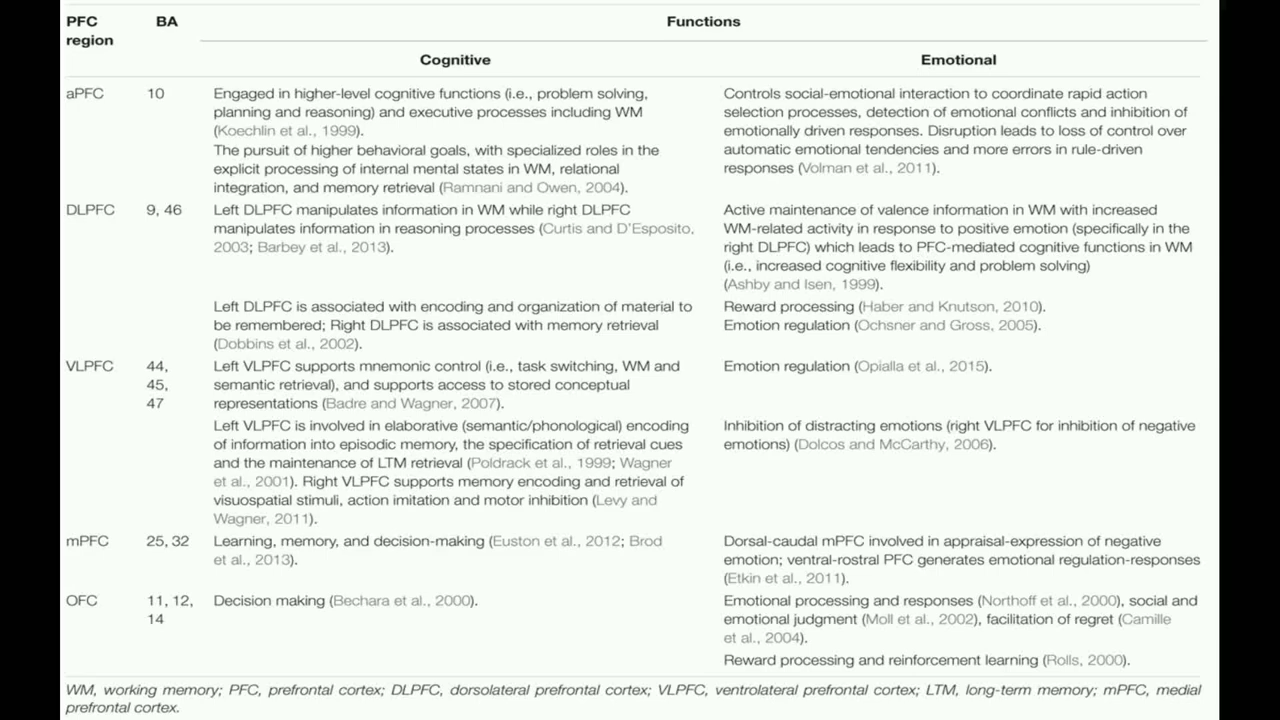 PFC region BA Functions
Cognitive Emotional
aPFC 10
Engaged in higher-level cognitive functions (i.e., problem solving,
planning and reasoning) and executive processes including WM
(Koechlin et al., 1999).
The pursuit of higher behavioral goals, with specialized roles in the
explicit processing of internal mental states in WM, relational
integration, and memory retrieval (Ramnani and Owen, 2004).
Controls social-emotional interaction to coordinate rapid action
selection processes, detection of emotional conflicts and inhibition of
emotionally driven responses. Disruption leads to loss of control over
automatic emotional tendencies and more errors in rule-driven
responses (Volman et al., 2011).
DLPFC 9, 46
Left DLPFC manipulates information in WM while right DLPFC
manipulates information in reasoning processes (Curtis and D'Esposito,
2003; Barbey et al., 2013).
Active maintenance of valence information in WM with increased
WM-related activity in response to positive emotion (specifically in the
right DLPFC) which leads to PFC-mediated cognitive functions in WM
(i.e., increased cognitive flexibility and problem solving)
(Ashby and Isen, 1999).
Left DLPFC is associated with encoding and organization of material to
be remembered; Right DLPFC is associated with memory retrieval
(Dobbins et al., 2002).
Reward processing (Haber and Knutson, 2010).
Emotion regulation (Ochsner and Gross, 2005).
VLPFC 44,
45,
47
Left VLPFC supports mnemonic control (i.e., task switching, WM and
semantic retrieval), and supports access to stored conceptual
representations (Badre and Wagner, 2007).
Emotion regulation (Opialla et al., 2015).
Left VLPFC is involved in elaborative (semantic/phonological) encoding
of information into episodic memory, the specification of retrieval cues
and the maintenance of LTM retrieval (Poldrack et al., 1999; Wagner
et al., 2001). Right VLPFC supports memory encoding and retrieval of
visuospatial stimuli, action imitation and motor inhibition (Levy and
Wagner, 2011).
Inhibition of distracting emotions (right VLPFC for inhibition of negative
emotions) (Dolcos and McCarthy, 2006).
mPFC 25, 32
Learning, memory, and decision-making (Euston et al., 2012; Brod
et al., 2013).
Dorsal-caudal mPFC involved in appraisal-expression of negative
emotion; ventral-rostral PFC generates emotional regulation-responses
(Etkin et al., 2011).
OFC 11, 12,
14
Decision making (Bechara et al., 2000).
Emotional processing and responses (Northoff et al., 2000), social and
emotional judgment (Moll et al., 2002), facilitation of regret (Camille
et al., 2004).
Reward processing and reinforcement learning (Rolls, 2000).
WM, working memory; PFC, prefrontal cortex; DLPFC, dorsolateral prefrontal cortex; VLPFC, ventrolateral prefrontal cortex; LTM, long-term memory; mPFC, medial
prefrontal cortex.